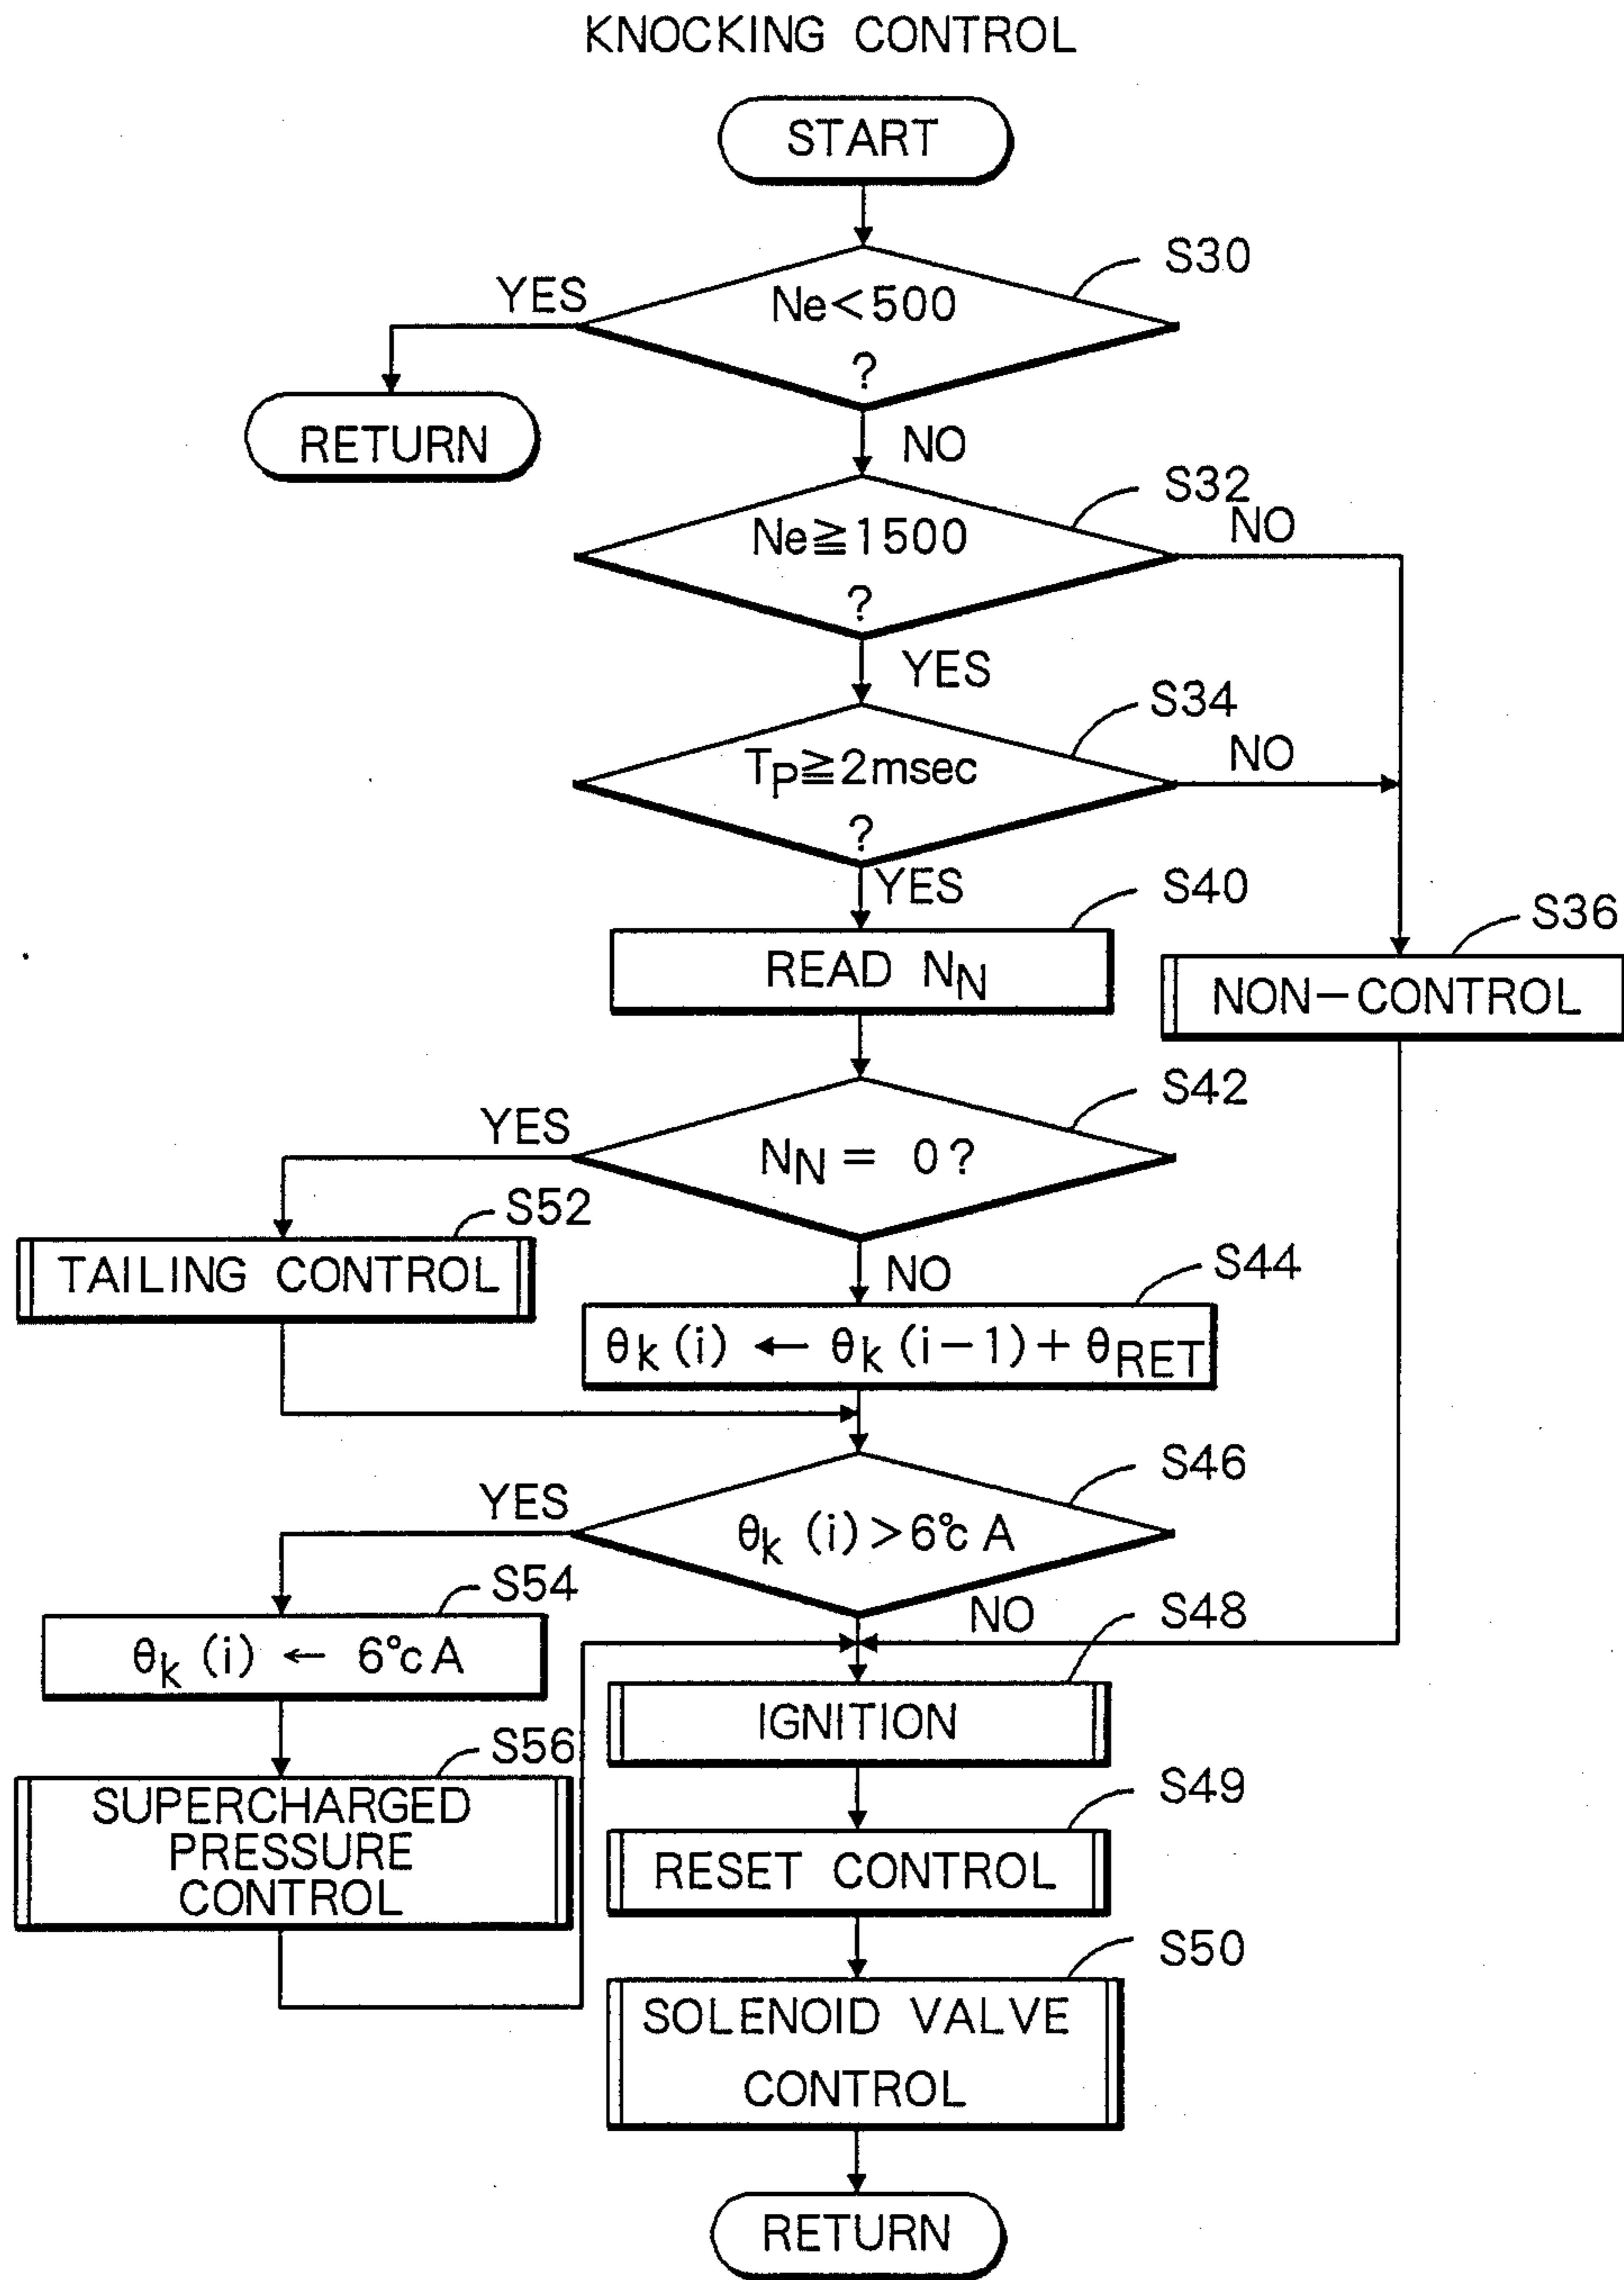 KNOCKING CONTROL
START
S30
YES
Ne<500
?
RETURN
NO
S32
NO
Ne≧1500
?
YES
S34
NO
TP≧2msec
?
YES
S40
S36
READ NN
NON-CONTROL
S42
YES
NN = 0?
S52
TAILING CONTROL
NO
S44
θk (i) ← θk (i-1) + θRET
S46
YES
θk (i) > 6°c A
S54
NO
S48
θk (i) ← 6°c A
IGNITION
S56
SUPERCHARGED
PRESSURE
CONTROL
S49
RESET CONTROL
S50
SOLENOID VALVE
CONTROL
RETURN